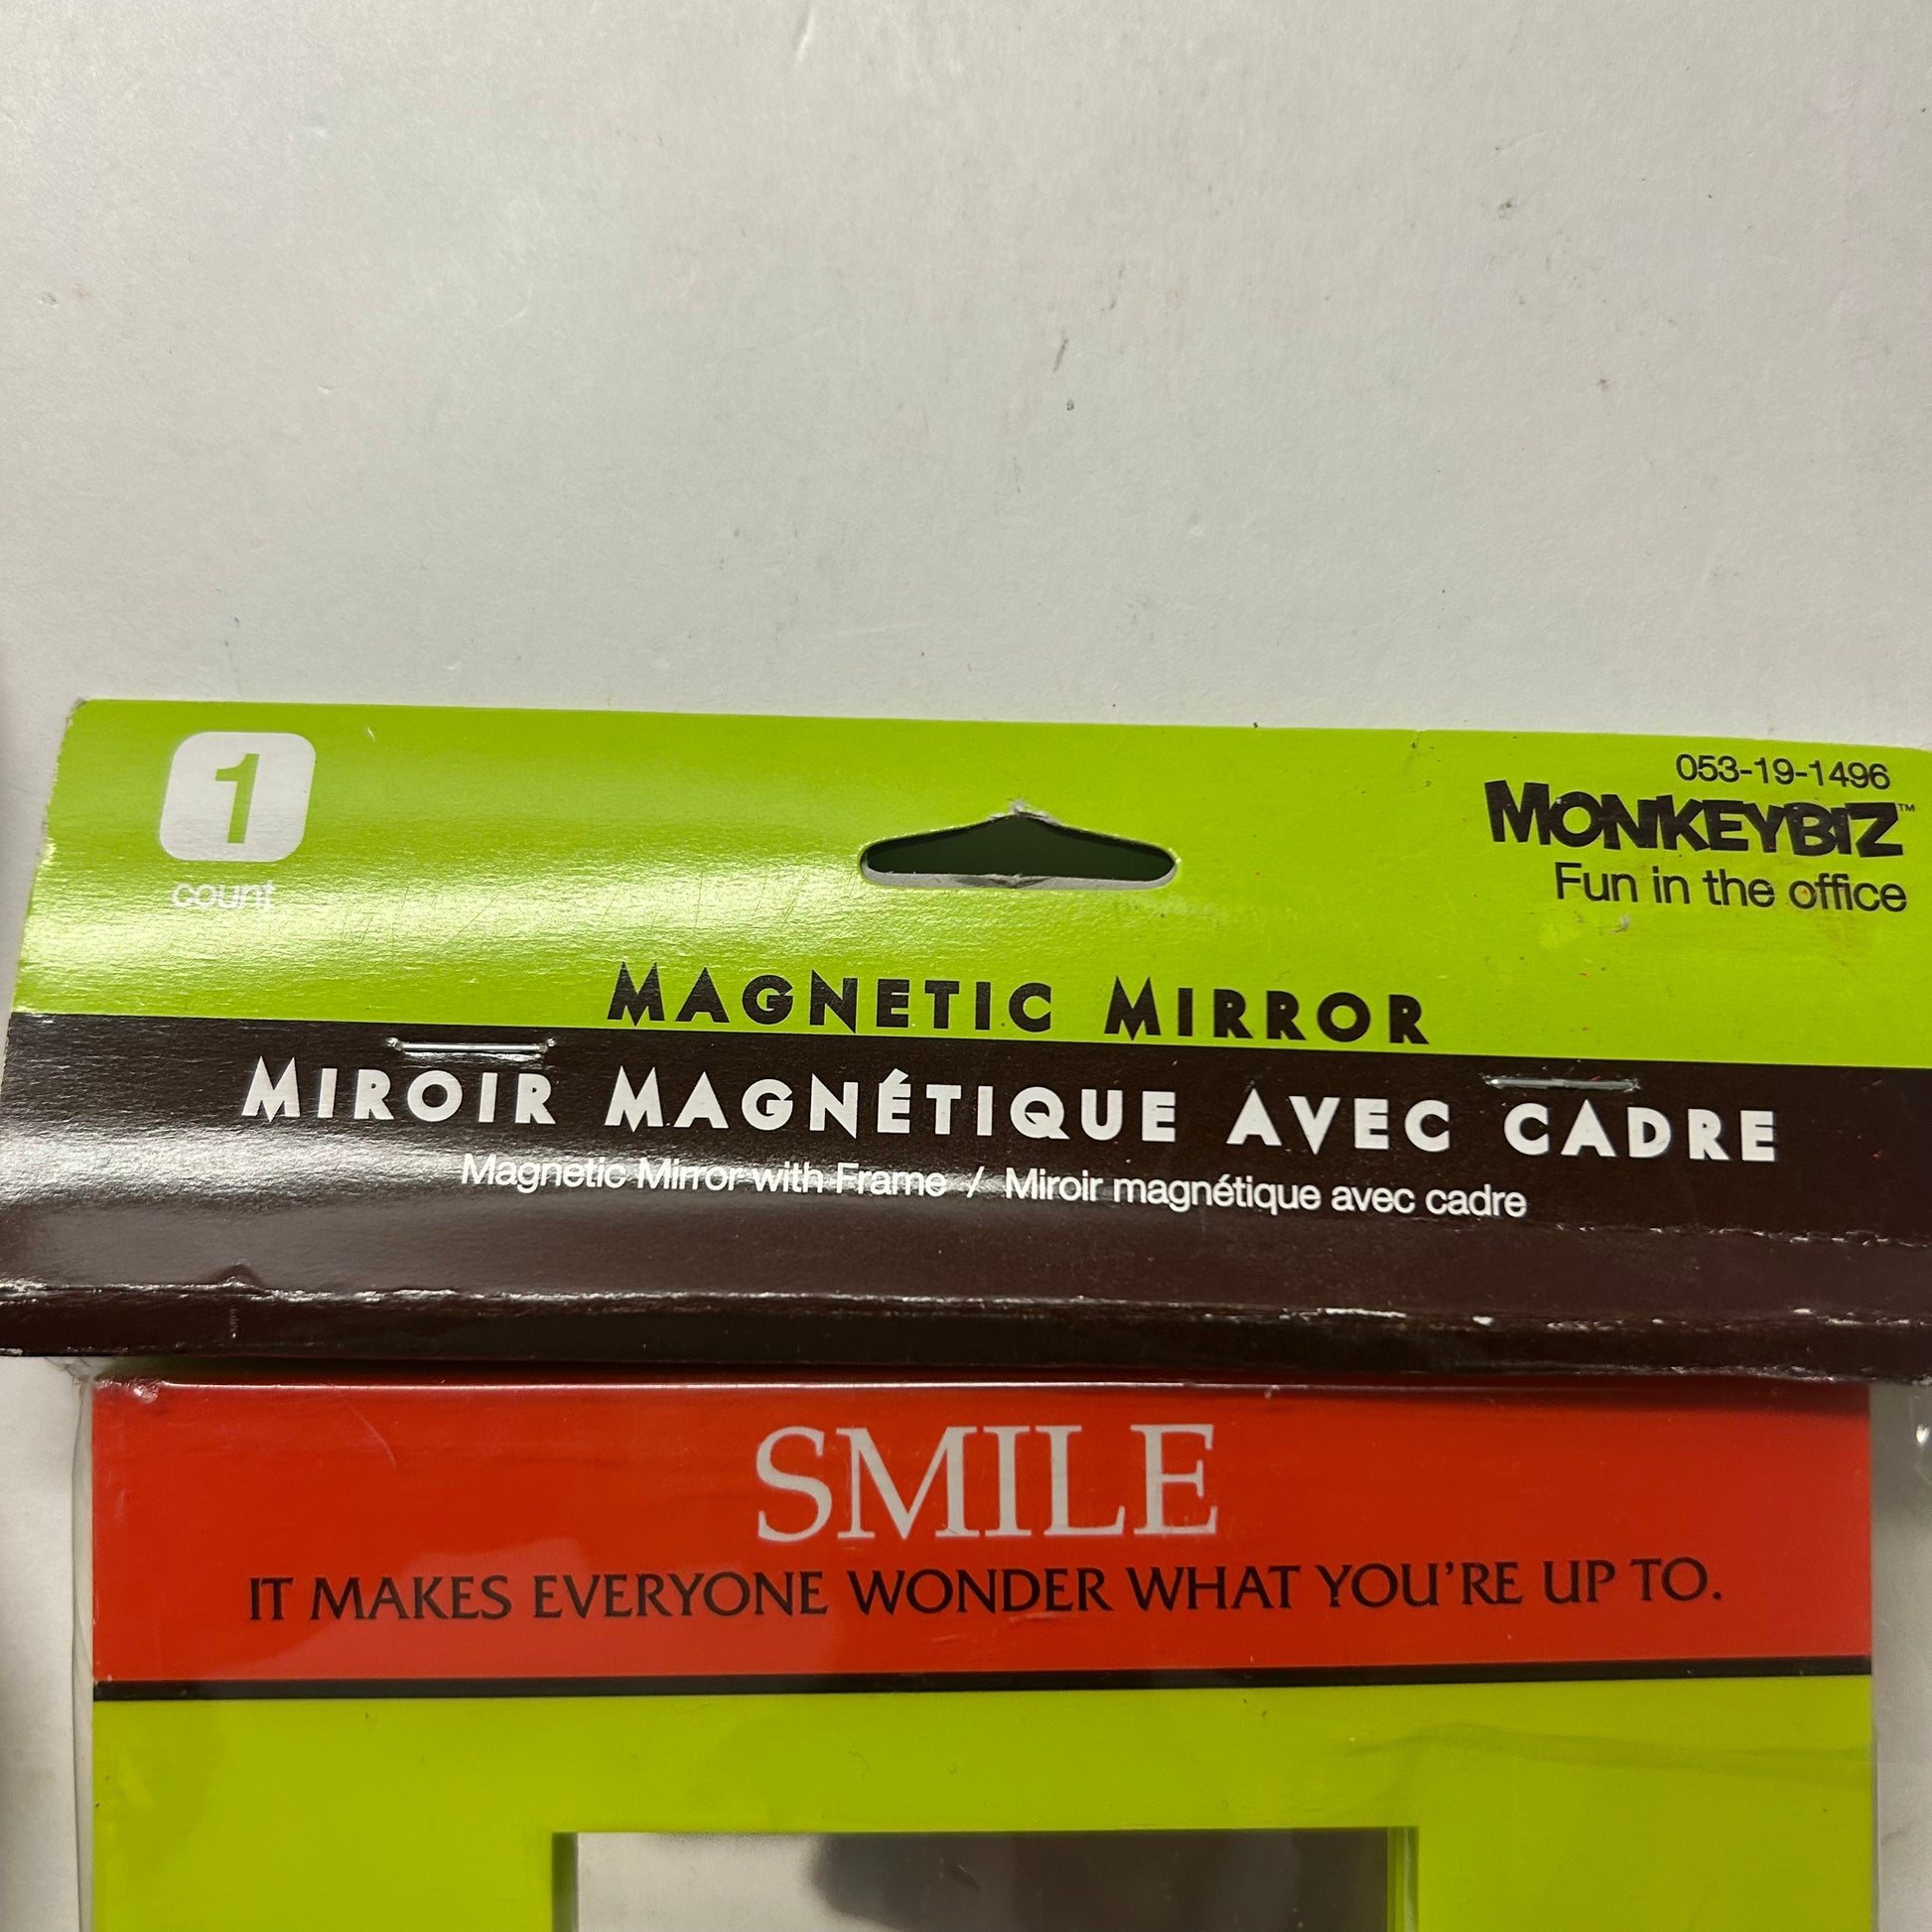 1
count
053-19-1496
MONKEYBIZ™
Fun in the office
MAGNETIC MIRROR
MIROIR MAGNÉTIQUE AVEC CADRE
Magnetic Mirror with Frame / Miroir magnétique avec cadre
SMILE
IT MAKES EVERYONE WONDER WHAT YOU'RE UP TO.